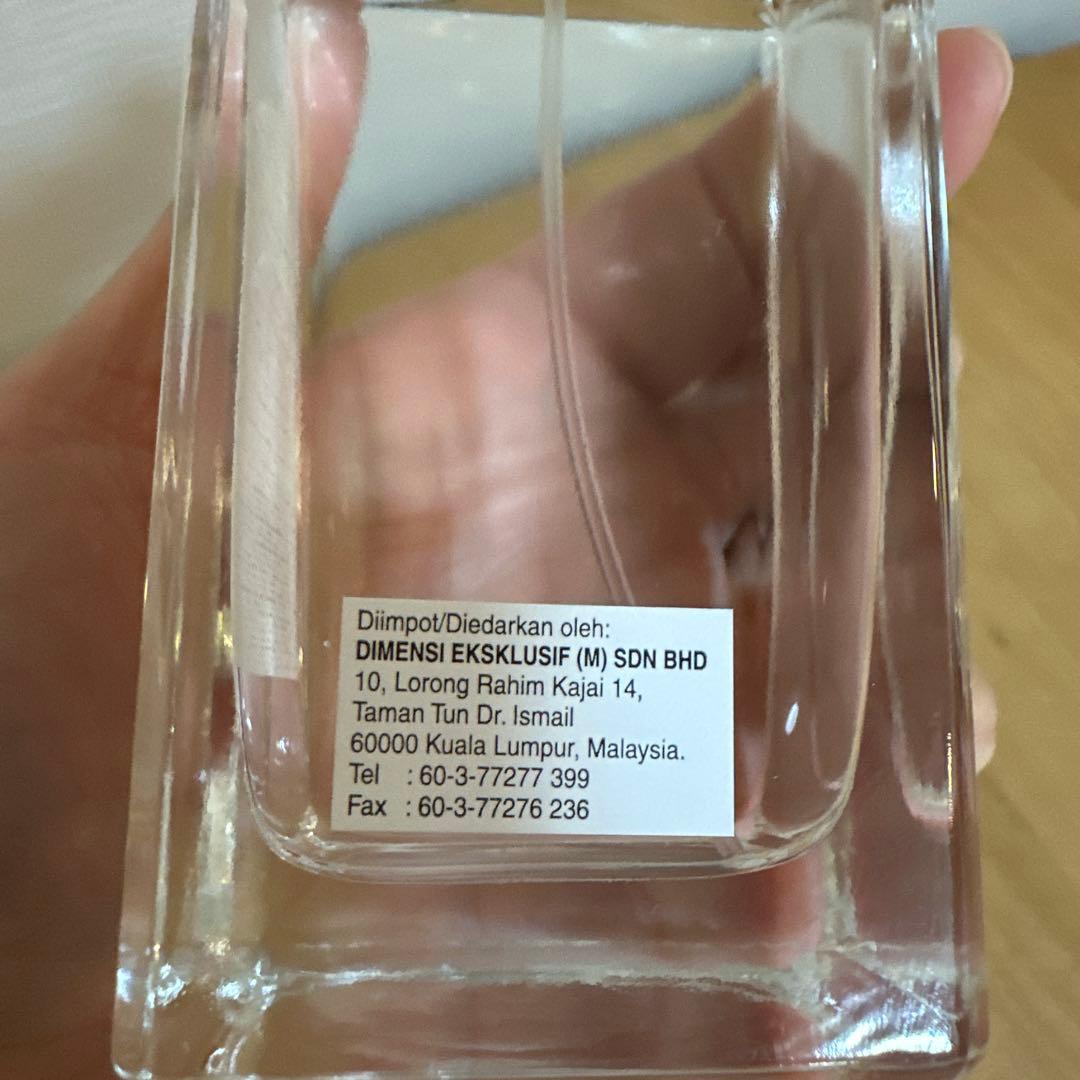 Diimpot/Diedarkan oleh:
DIMENSI EKSKLUSIF (M) SDN BHD
10, Lorong Rahim Kajai 14,
Taman Tun Dr. Ismail
60000 Kuala Lumpur, Malaysia.
Tel : 60-3-77277 399
Fax : 60-3-77276 236